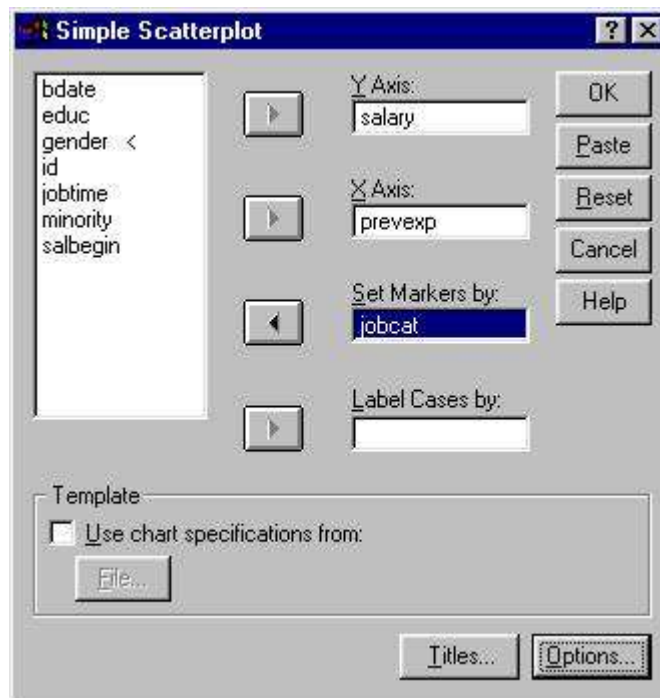 Simple Scatterplot
bdate
educ
gender <
id
jobtime
minority
salbegin
Y Axis:
salary
X Axis:
prevexp
Set Markers by:
jobcat
Label Cases by:
OK
Paste
Reset
Cancel
Help
Template
Use chart specifications from:
File...
Titles...
Options...